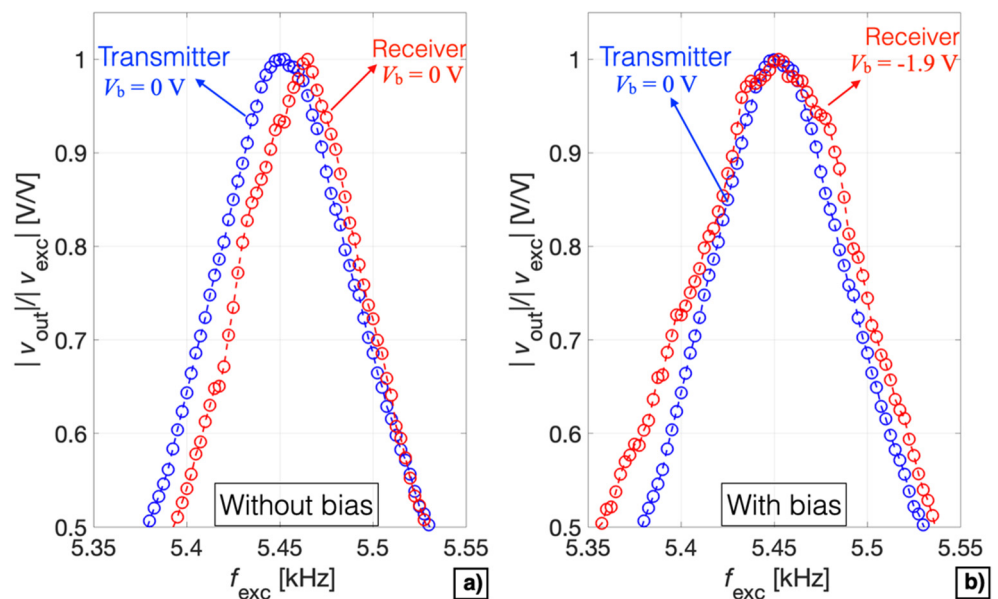 Transmitter
Vb = 0 V
Receiver
Vb = 0 V
1
0.9
0.8
0.7
0.6
0.5
|vout|/|vexc| [V/V]
Without bias
5.35
5.4
5.45
5.5
5.55
fexc [kHz]
a)
Transmitter
Vb = 0 V
Receiver
Vb = -1.9 V
1
0.9
0.8
0.7
0.6
0.5
|vout|/|vexc| [V/V]
With bias
5.35
5.4
5.45
5.5
5.55
fexc [kHz]
b)